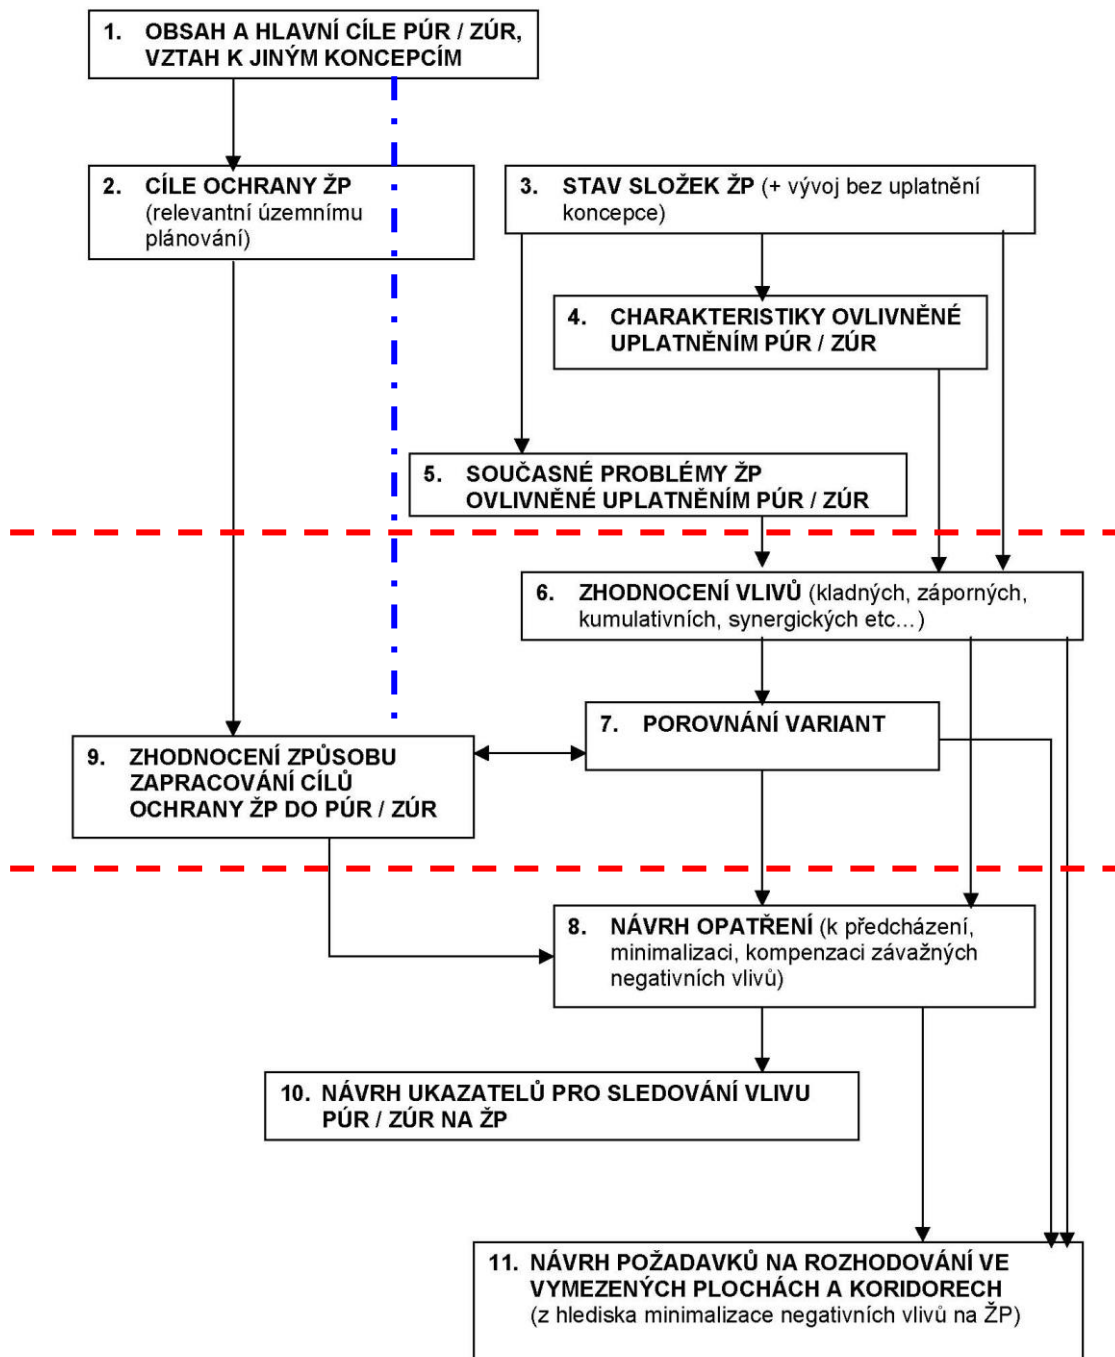 1. OBSAH A HLAVNÍ CÍLE PÚR / ZÚR,
VZTAH K JINÝM KONCEPCÍM
2. CÍLE OCHRANY ŽP
(relevantní územnímu
plánování)
3. STAV SLOŽEK ŽP (+ vývoj bez uplatnění
koncepce)
4. CHARAKTERISTIKY OVLIVNĚNÉ
UPLATNĚNÍM PÚR / ZÚR
5. SOUČASNÉ PROBLÉMY ŽP
OVLIVNĚNÉ UPLATNĚNÍM PÚR / ZÚR
6. ZHODNOCENÍ VLIVŮ (kladných, záporných,
kumulativních, synergických etc…)
7. POROVNÁNÍ VARIANT
9. ZHODNOCENÍ ZPŮSOBU
ZAPRACOVÁNÍ CÍLŮ
OCHRANY ŽP DO PÚR / ZÚR
8. NÁVRH OPATŘENÍ (k předcházení,
minimalizaci, kompenzaci závažných
negativních vlivů)
10. NÁVRH UKAZATELŮ PRO SLEDOVÁNÍ VLIVU
PÚR / ZÚR NA ŽP
11. NÁVRH POŽADAVKŮ NA ROZHODOVÁNÍ VE
VYMEZENÝCH PLOCHÁCH A KORIDORECH
(z hlediska minimalizace negativních vlivů na ŽP)